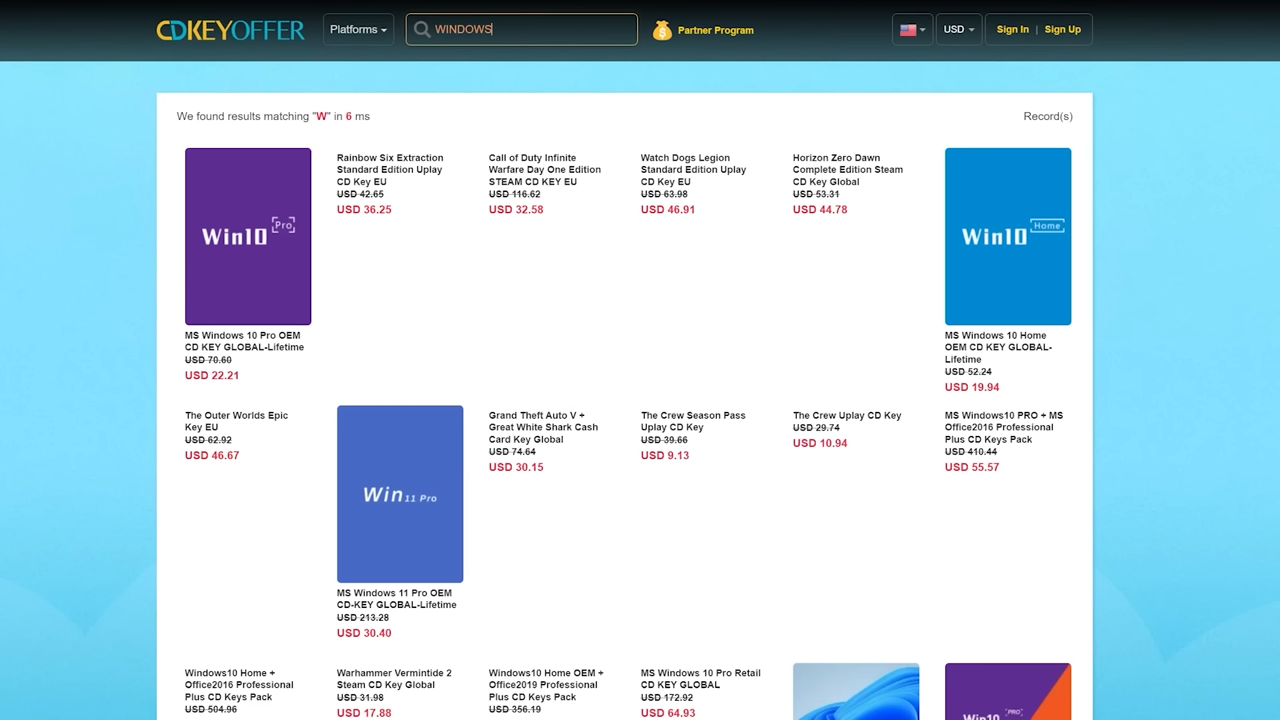 CDKEYOFFER
Platforms
WINDOWS
Partner Program
USD
Sign In | Sign Up
We found results matching "W" in 6 ms
Record(s)
Win10 Pro
MS Windows 10 Pro OEM
CD KEY GLOBAL-Lifetime
USD 70.60
USD 22.21
Rainbow Six Extraction
Standard Edition Uplay
CD Key EU
USD 42.65
USD 36.25
Call of Duty Infinite
Warfare Day One Edition
STEAM CD KEY EU
USD 116.62
USD 32.58
Watch Dogs Legion
Standard Edition Uplay
CD Key EU
USD 63.98
USD 46.91
Horizon Zero Dawn
Complete Edition Steam
CD Key Global
USD 53.31
USD 44.78
Win10 Home
MS Windows 10 Home
OEM CD KEY GLOBAL-
Lifetime
USD 52.24
USD 19.94
The Outer Worlds Epic
Key EU
USD 62.92
USD 46.67
Win 11 Pro
MS Windows 11 Pro OEM
CD-KEY GLOBAL-Lifetime
USD 213.28
USD 30.40
Grand Theft Auto V +
Great White Shark Cash
Card Key Global
USD 74.64
USD 30.15
The Crew Season Pass
Uplay CD Key
USD 39.66
USD 9.13
The Crew Uplay CD Key
USD 29.74
USD 10.94
MS Windows10 PRO + MS
Office2016 Professional
Plus CD Keys Pack
USD 410.44
USD 55.57
Windows10 Home +
Office2016 Professional
Plus CD Keys Pack
USD 504.96
Warhammer Vermintide 2
Steam CD Key Global
USD 31.98
USD 17.88
Windows10 Home OEM +
Office2019 Professional
Plus CD Keys Pack
USD 356.19
MS Windows 10 Pro Retail
CD KEY GLOBAL
USD 172.92
USD 64.93
Win10 PRO